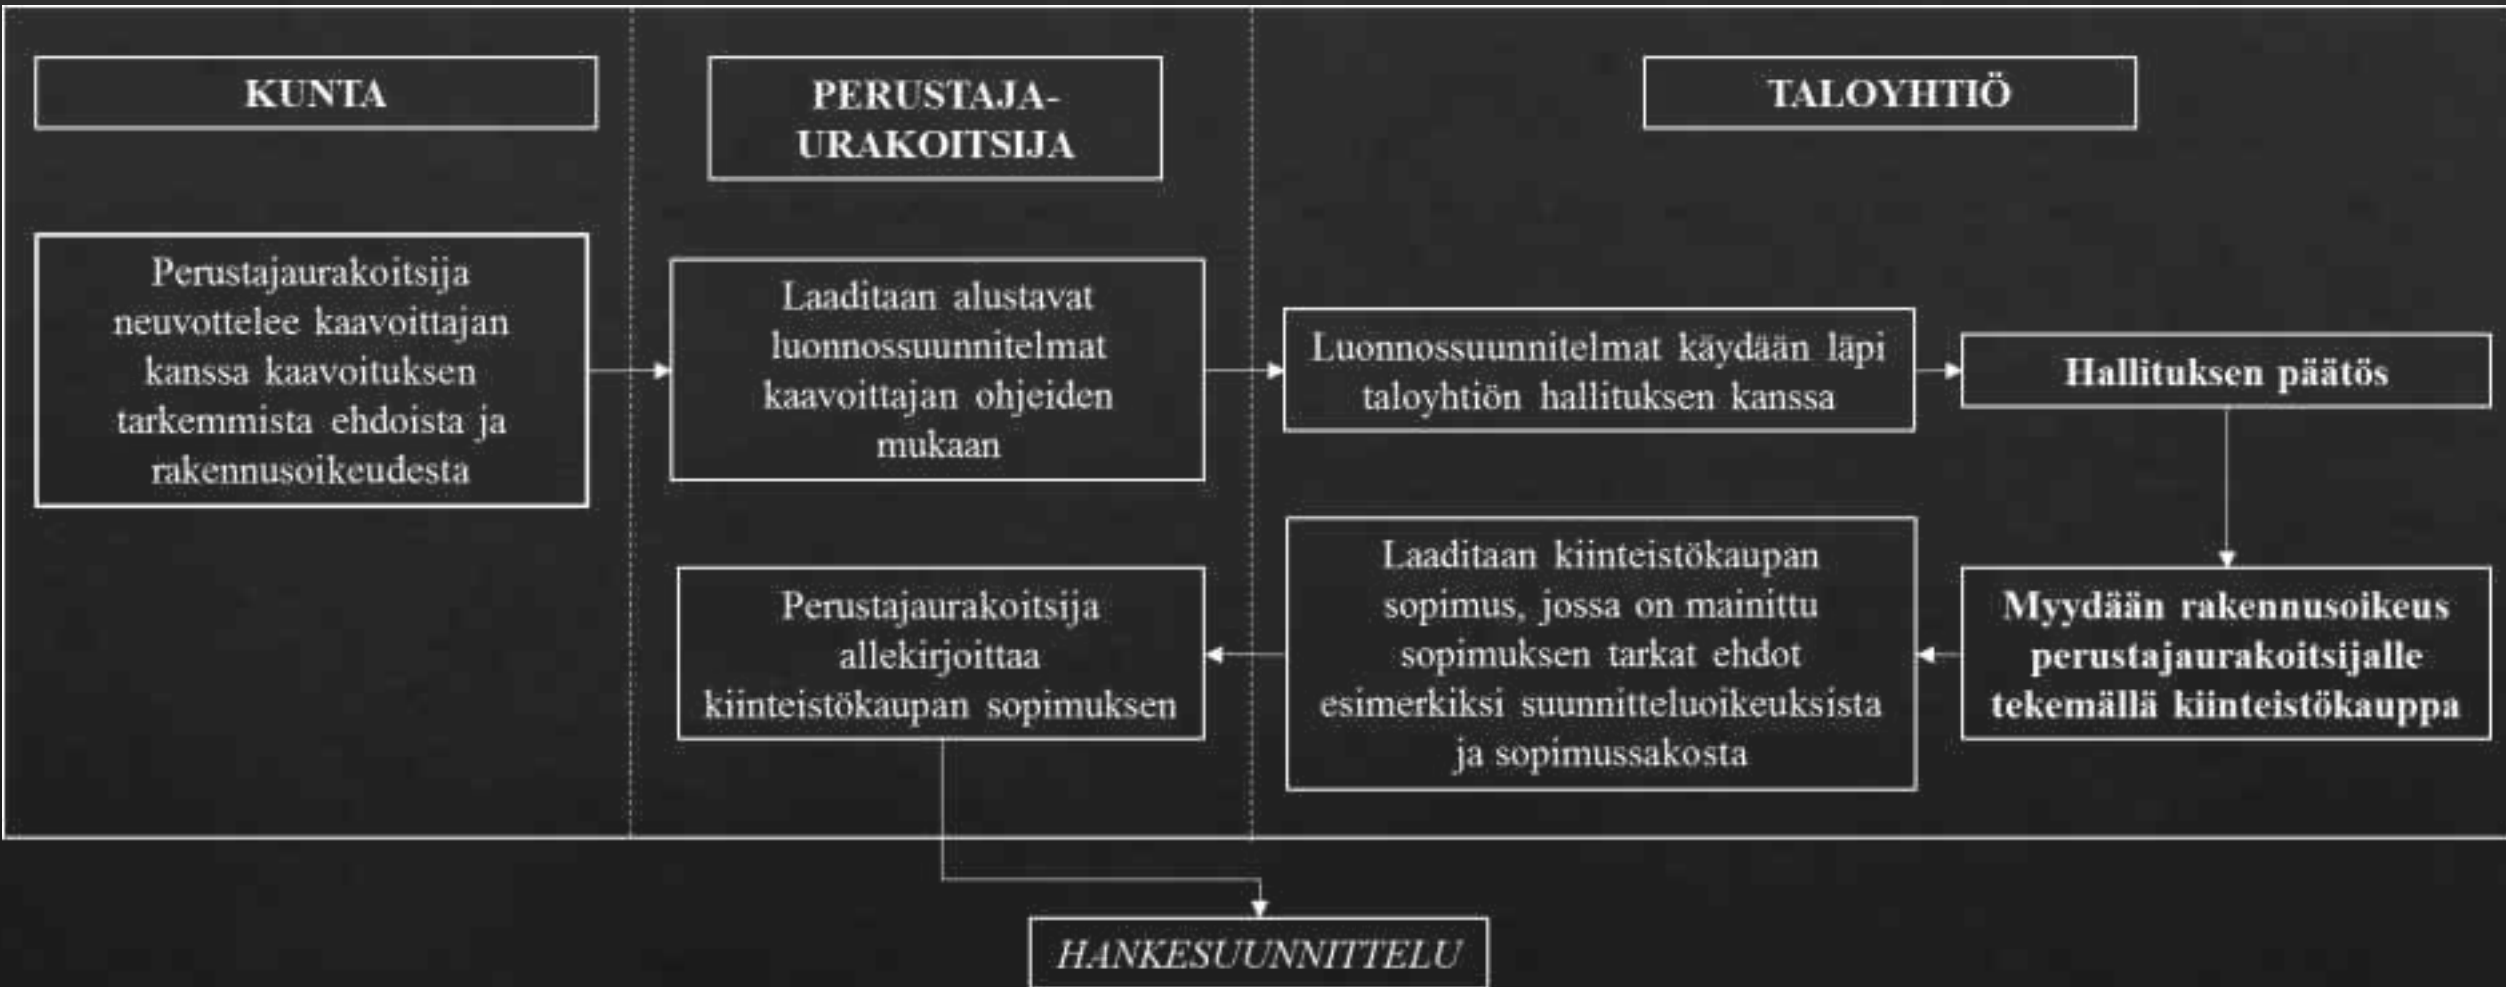 KUNTA
PERUSTAJA-
URAKOITSIJA
TALOYHTIÖ
Perustajaurakoitsija
neuvottelee kaavoittajan
kanssa kaavoituksen
tarkemmista ehdoista ja
rakennusoikeudesta
Laaditaan alustavat
luonnossuunnitelmat
kaavoittajan ohjeiden
mukaan
Luonnossuunnitelmat käydään läpi
taloyhtiön hallituksen kanssa
Hallituksen päätös
Myydään rakennusoikeus
perustajaurakoitsijalle
tekemällä kiinteistökauppa
Laaditaan kiinteistökaupan
sopimus, jossa on mainittu
sopimuksen tarkat ehdot
esimerkiksi suunnitteluoikeuksista
ja sopimussakosta
Perustajaurakoitsija
allekirjoittaa
kiinteistökaupan sopimuksen
HANKESUUNNITTELU